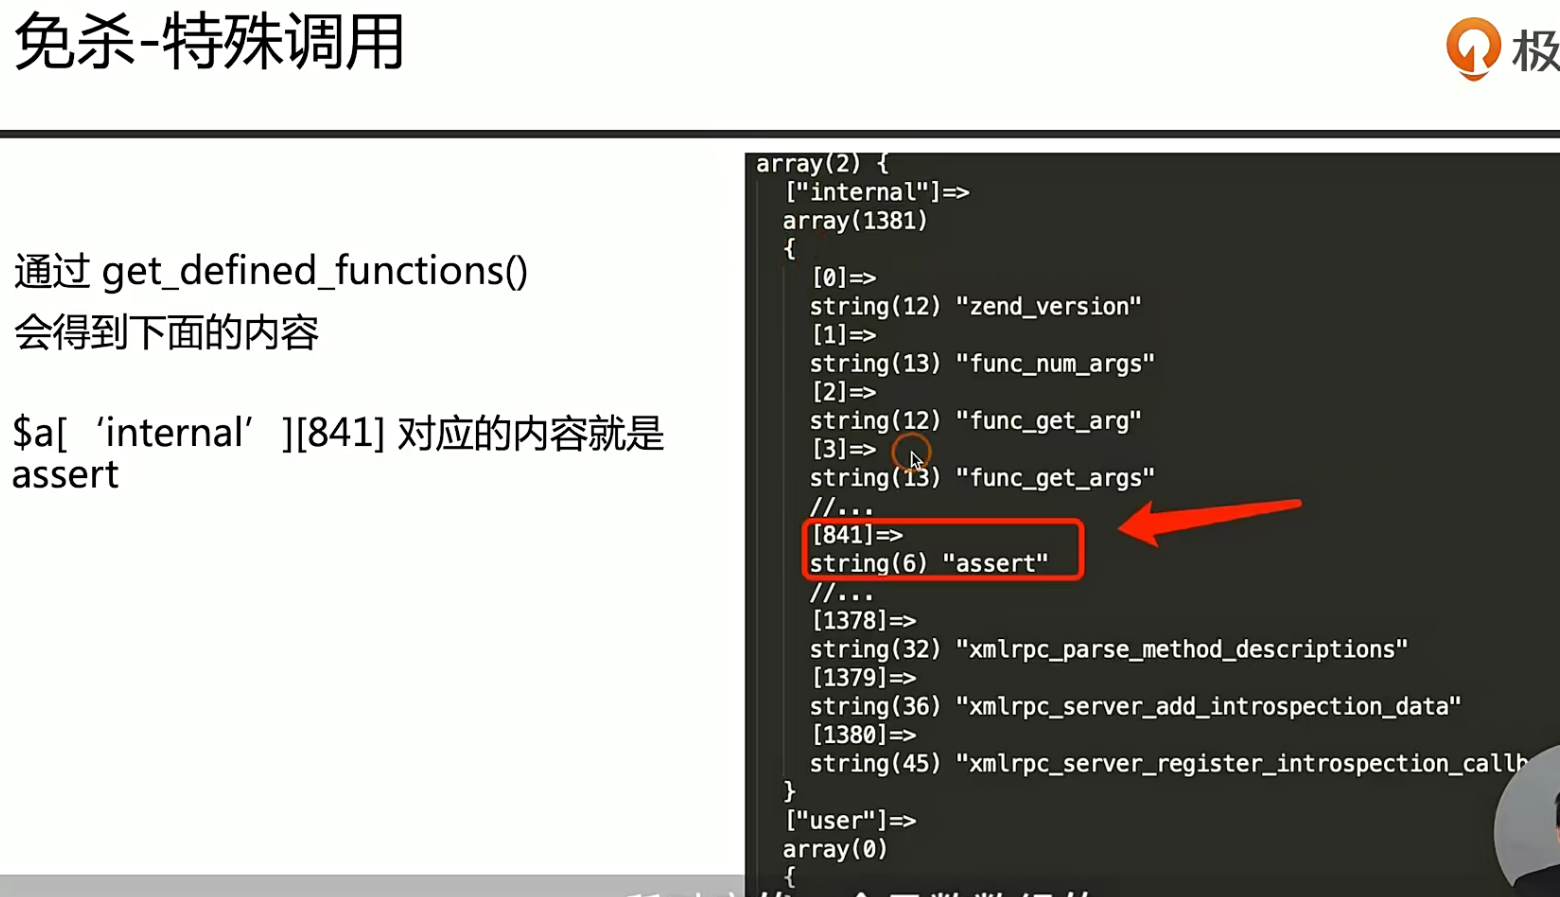 免杀-特殊调用
极
通过 get_defined_functions()
会得到下面的内容
$a[‘internal’][841] 对应的内容就是
assert
array(2) {
["internal"]=>
array(1381)
{
[0]=>
string(12) "zend_version"
[1]=>
string(13) "func_num_args"
[2]=>
string(12) "func_get_arg"
[3]=>
string(13) "func_get_args"
//...
[841]=>
string(6) "assert"
//...
[1378]=>
string(32) "xmlrpc_parse_method_descriptions"
[1379]=>
string(36) "xmlrpc_server_add_introspection_data"
[1380]=>
string(45) "xmlrpc_server_register_introspection_callb
}
["user"]=>
array(0)
{